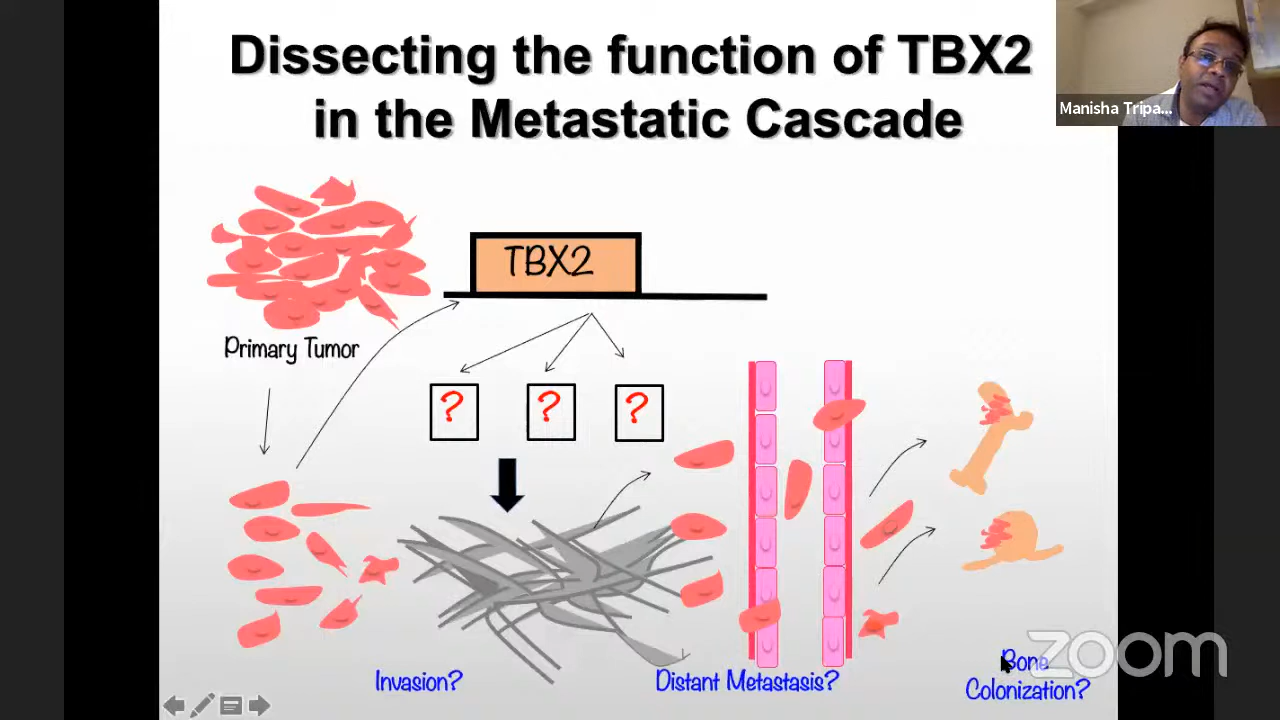 Dissecting the function of TBX2
in the Metastatic Cascade
Manisha Tripa...
TBX2
Primary Tumor
? ? ?
Invasion?
Distant Metastasis?
Bone
Colonization?
zoom